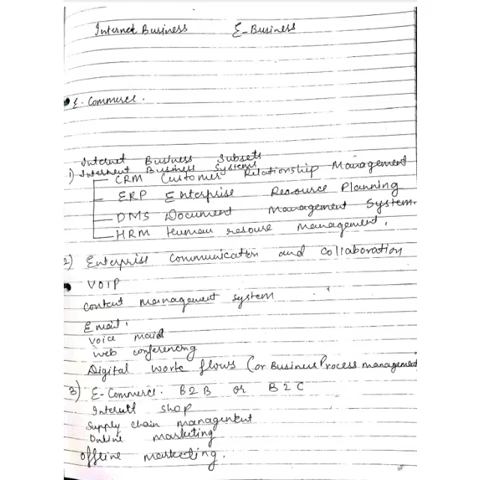 Internet Business E-Business
E-Commerce.
Internet Business Subsets
1) Internent Business Systems
CRM Customer Relationship Management
ERP Enterprise Resource Planning
DMS Document Management System.
HRM Human resouse management.
2) Enterprise Communication and collaboration
VOIP
Content management system
Email.
Voice mail
Web conferencing
Digital work flows (or Business Process management
3) E-Commerce. B2B or B2C
Internet shop
Supply chain management
Online marketing
Offline marketing.